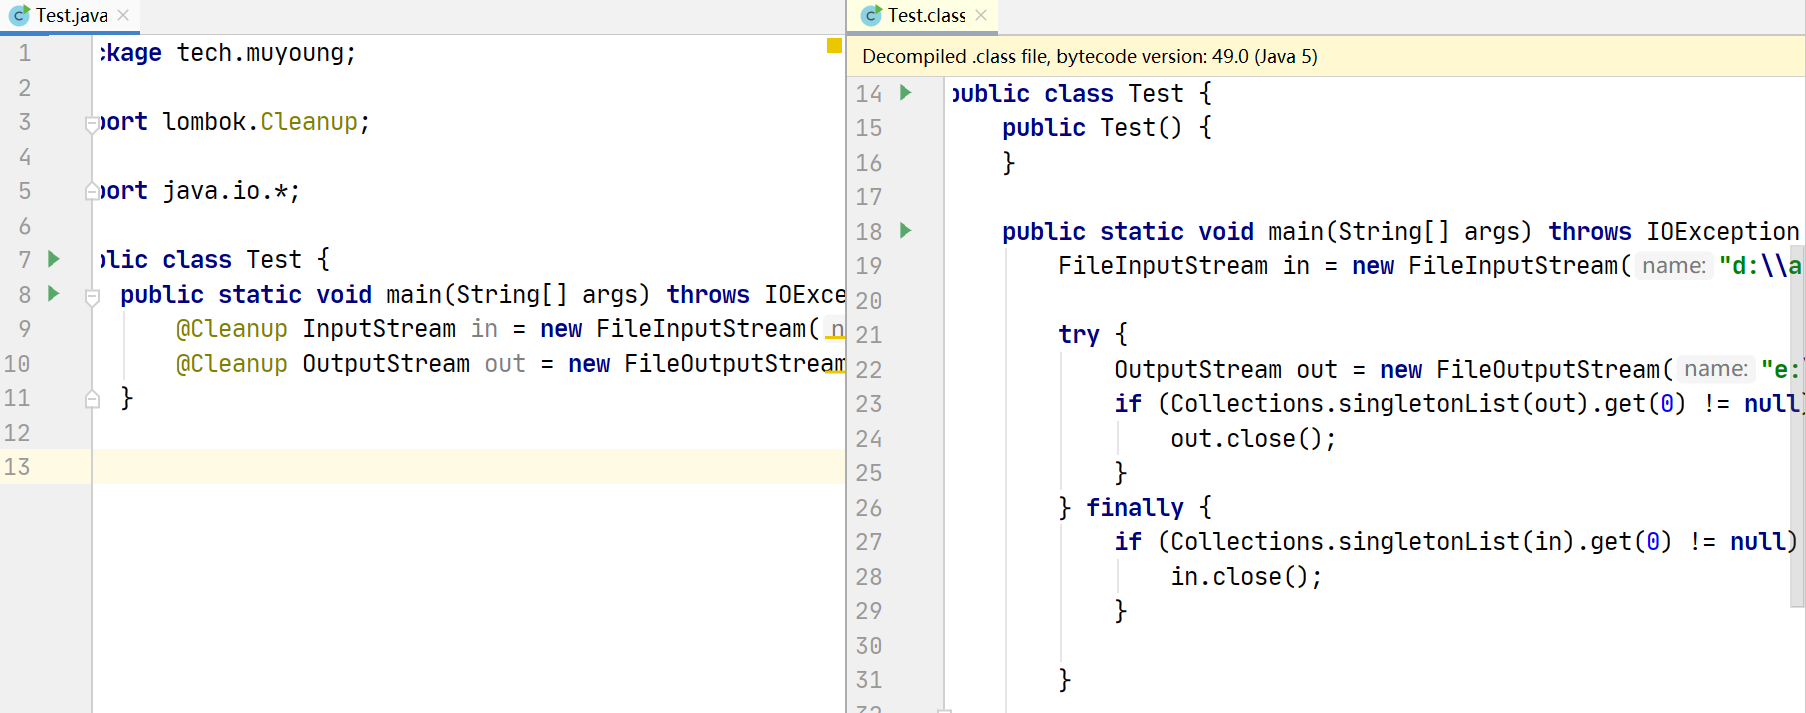 Test.java
1 ckage tech.muyoung;
2
3 port lombok.Cleanup;
4
5 port java.io.*;
6
7 blic class Test {
8 public static void main(String[] args) throws IOExce
9 @Cleanup InputStream in = new FileInputStream( n
10 @Cleanup OutputStream out = new FileOutputStream
11 }
12
13
Test.class
Decompiled .class file, bytecode version: 49.0 (Java 5)
14 public class Test {
15 public Test() {
16 }
17
18 public static void main(String[] args) throws IOException
19 FileInputStream in = new FileInputStream( name: "d:\\a
20
21 try {
22 OutputStream out = new FileOutputStream( name: "e:\
23 if (Collections.singletonList(out).get(0) != null)
24 out.close();
25 }
26 } finally {
27 if (Collections.singletonList(in).get(0) != null)
28 in.close();
29 }
30
31 }